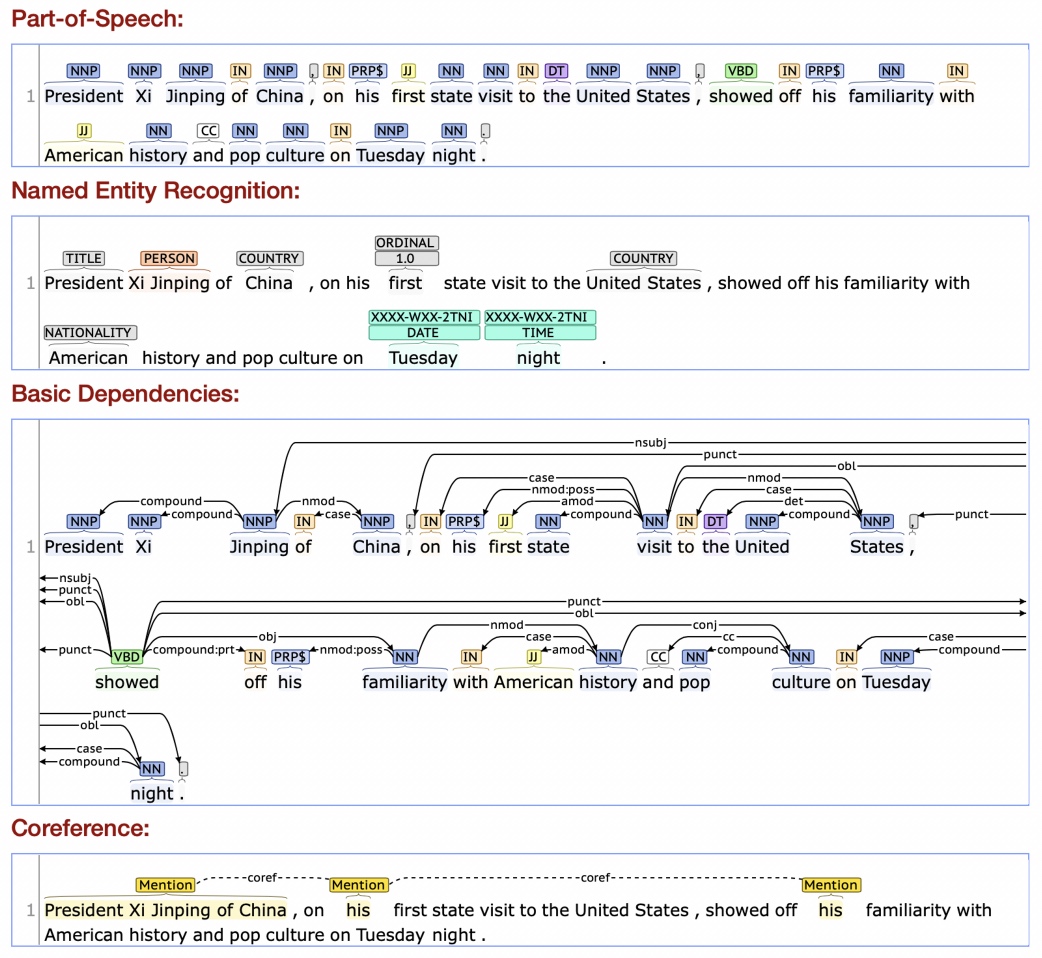 Part-of-Speech:
NNP NNP NNP IN NNP , IN PRP$ JJ NN NN IN DT NNP NNP , VBD IN PRP$ NN IN
1 President Xi Jinping of China , on his first state visit to the United States , showed off his familiarity with
JJ NN CC NN NN IN NNP NN .
American history and pop culture on Tuesday night .
Named Entity Recognition:
ORDINAL
TITLE PERSON COUNTRY 1.0 COUNTRY
1 President Xi Jinping of China , on his first state visit to the United States , showed off his familiarity with
XXXX-WXX-2TNI XXXX-WXX-2TNI
NATIONALITY DATE TIME
American history and pop culture on Tuesday night .
Basic Dependencies:
nsubj
punct
obl
case nmod
nmod:poss case
compound nmod amod det
compound case compound compound punct
NNP NNP NNP IN NNP , IN PRP$ JJ NN NN IN DT NNP NNP ,
1 President Xi Jinping of China , on his first state visit to the United States ,
nsubj
punct
obl punct
obl
nmod conj
obj case cc case
punct compound:prt nmod:poss amod compound compound
VBD IN PRP$ NN IN JJ NN CC NN NN IN NNP
showed off his familiarity with American history and pop culture on Tuesday
punct
obl
case
compound
NN .
night .
Coreference:
Mention coref Mention coref Mention
1 President Xi Jinping of China , on his first state visit to the United States , showed off his familiarity with
American history and pop culture on Tuesday night .